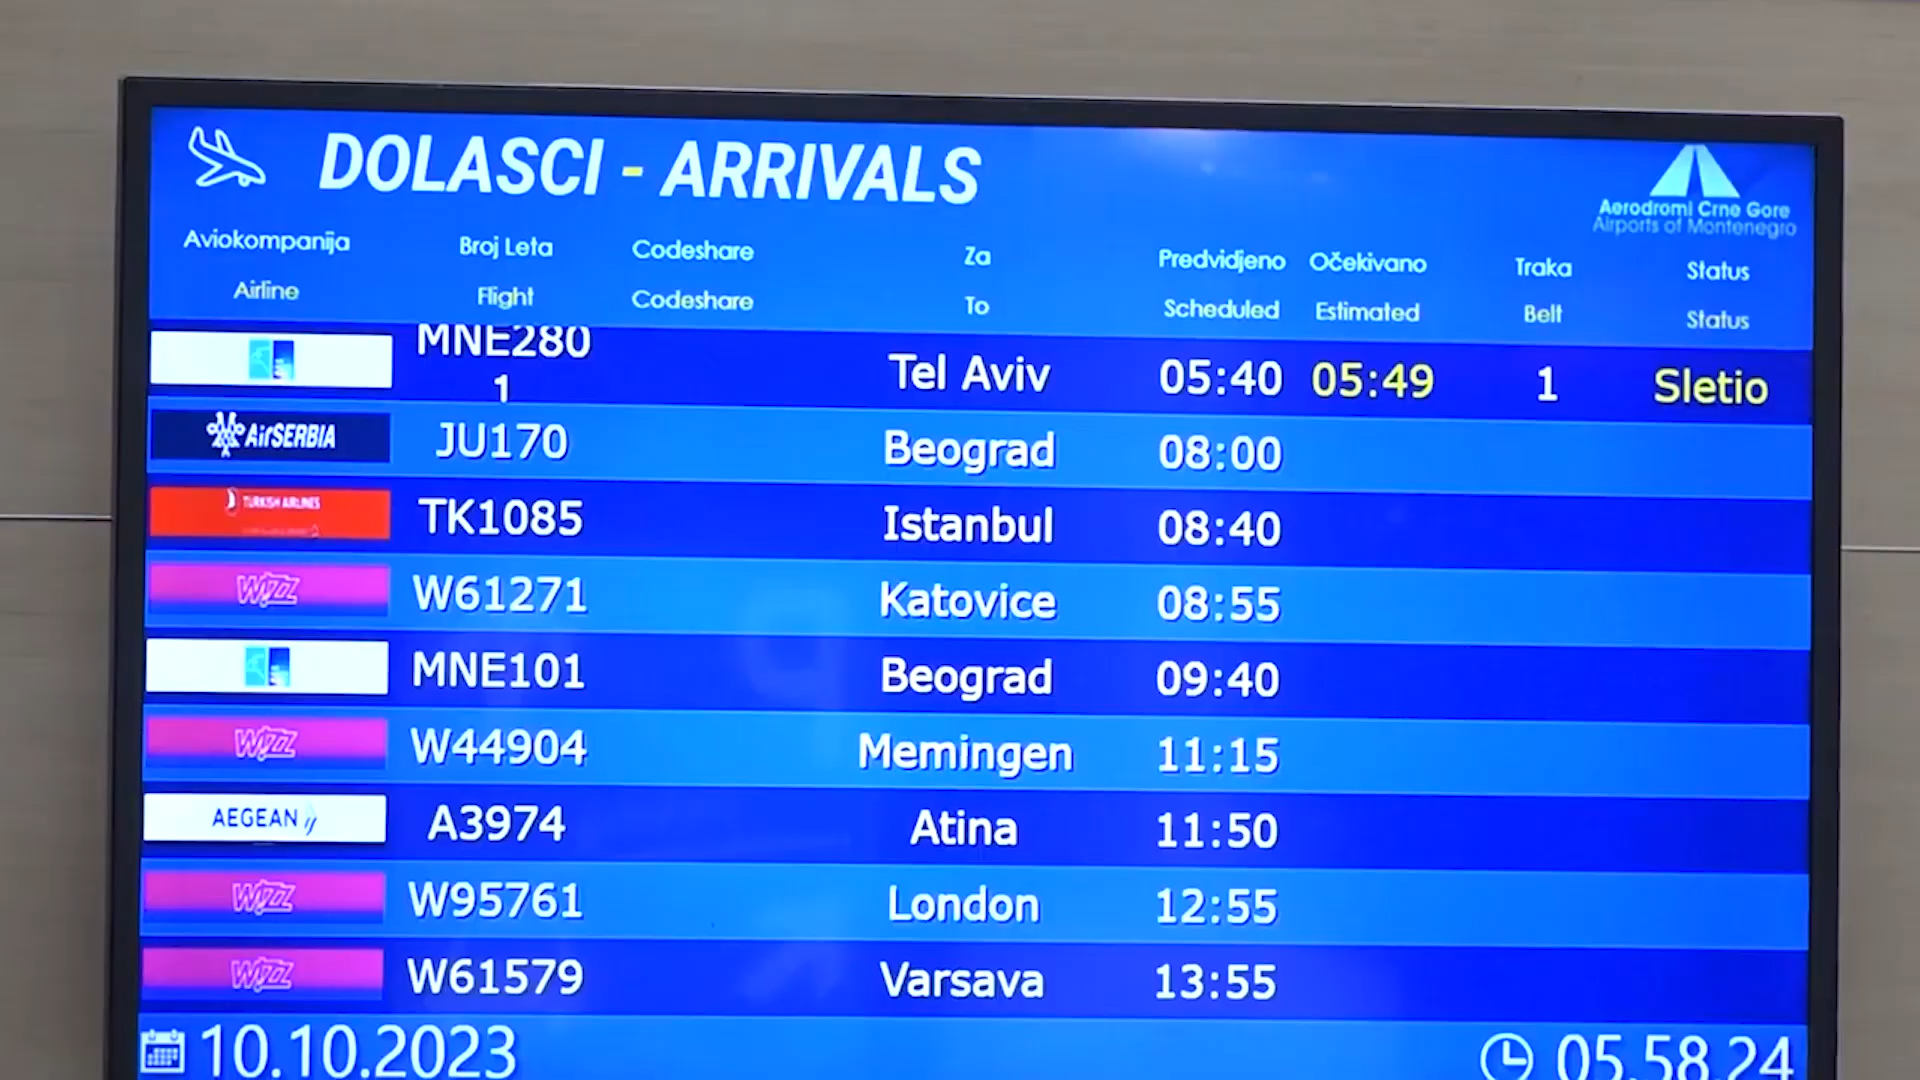 DOLASCI - ARRIVALS
Aerodromi Crne Gore
Airports of Montenegro
Aviokompanija Broj Leta Codeshare Za Predvidjeno Očekivano Traka Status
Airline Flight Codeshare To Scheduled Estimated Belt Status
MNE280
1 Tel Aviv 05:40 05:49 1 Sletio
AirSERBIA JU170 Beograd 08:00
TURKISH AIRLINES TK1085 Istanbul 08:40
WIZZ W61271 Katovice 08:55
MNE101 Beograd 09:40
WIZZ W44904 Memingen 11:15
AEGEAN A3974 Atina 11:50
WIZZ W95761 London 12:55
WIZZ W61579 Varsava 13:55
10.10.2023 05.58.24